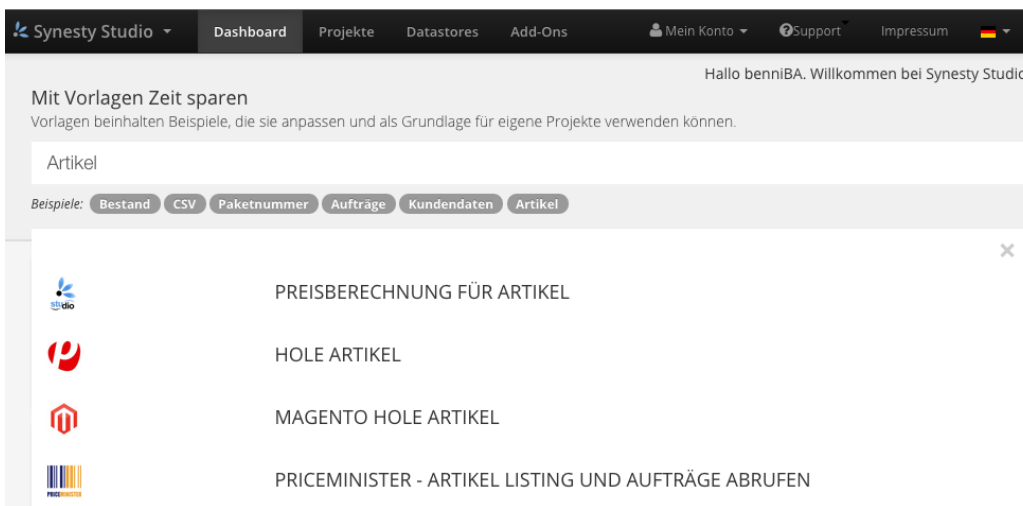 Synesty Studio Dashboard Projekte Datastores Add-Ons Mein Konto Support Impressum
Hallo benniBA. Willkommen bei Synesty Studio
Mit Vorlagen Zeit sparen
Vorlagen beinhalten Beispiele, die sie anpassen und als Grundlage für eigene Projekte verwenden können.
Artikel
Beispiele: Bestand CSV Paketnummer Aufträge Kundendaten Artikel
studio PREISBERECHNUNG FÜR ARTIKEL
HOLE ARTIKEL
MAGENTO HOLE ARTIKEL
PRICEMINISTER PRICEMINISTER - ARTIKEL LISTING UND AUFTRÄGE ABRUFEN